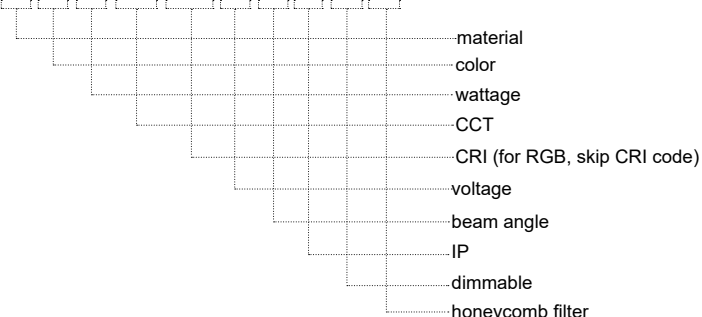 material
color
wattage
CCT
CRI (for RGB, skip CRI code)
voltage
beam angle
IP
dimmable
honeycomb filter